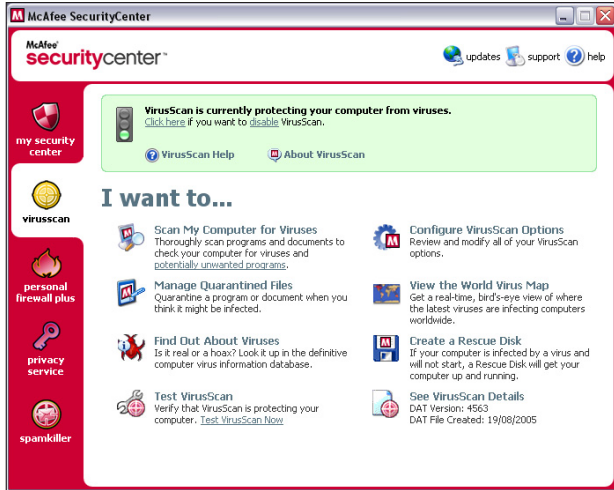 McAfee SecurityCenter
McAfee
securitycenter™
updates
support
help
my security
center
virusscan
personal
firewall plus
privacy
service
spamkiller
VirusScan is currently protecting your computer from viruses.
Click here if you want to disable VirusScan.
VirusScan Help
About VirusScan
I want to...
Scan My Computer for Viruses
Thoroughly scan programs and documents to
check your computer for viruses and
potentially unwanted programs.
Configure VirusScan Options
Review and modify all of your VirusScan
options.
Manage Quarantined Files
Quarantine a program or document when you
think it might be infected.
View the World Virus Map
Get a real-time, bird's-eye view of where
the latest viruses are infecting computers
worldwide.
Find Out About Viruses
Is it real or a hoax? Look it up in the definitive
computer virus information database.
Create a Rescue Disk
If your computer is infected by a virus and
will not start, a Rescue Disk will get your
computer up and running.
Test VirusScan
Verify that VirusScan is protecting your
computer. Test VirusScan Now
See VirusScan Details
DAT Version: 4563
DAT File Created: 19/08/2005